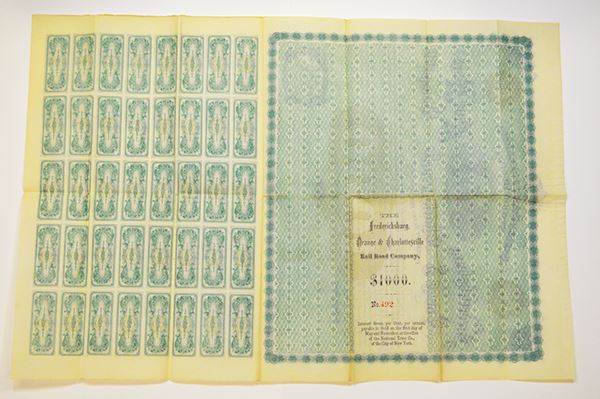 THE
Fredericksburg,
Orange & Charlottesville
Rail Road Company,
$1000.
No. 492
Interest Seven per Cent. per annum,
payable in Gold on the first day of
May and November, at the office
of the National Trust Co.,
of the City of New York.